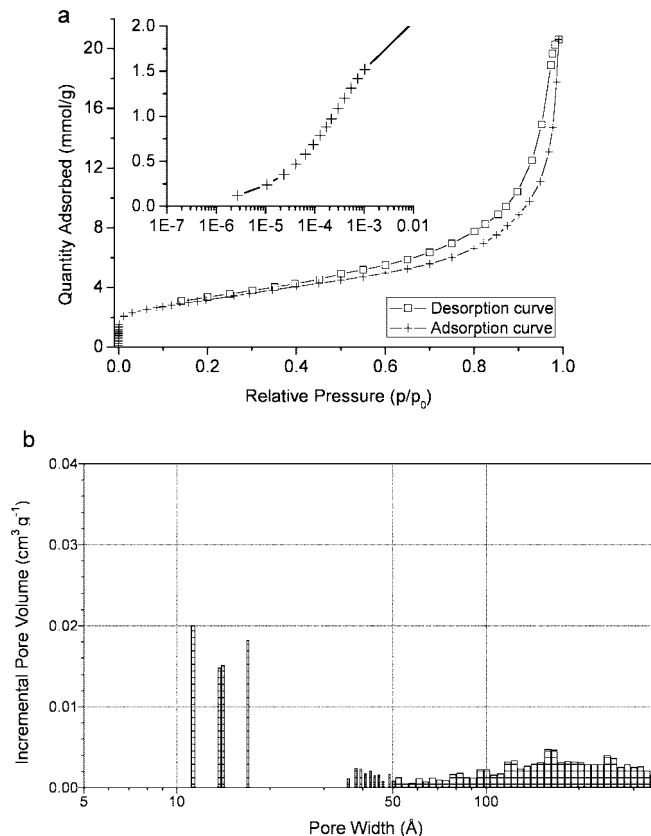 a
Quantity Adsorbed (mmol/g)
20
16
12
8
4
0
2.0
1.5
1.0
0.5
0.0
1E-7 1E-6 1E-5 1E-4 1E-3 0.01
Desorption curve
Adsorption curve
0.0 0.2 0.4 0.6 0.8 1.0
Relative Pressure (p/p₀)
b
Incremental Pore Volume (cm³ g⁻¹)
0.04
0.03
0.02
0.01
0.00
5 10 50 100
Pore Width (Å)